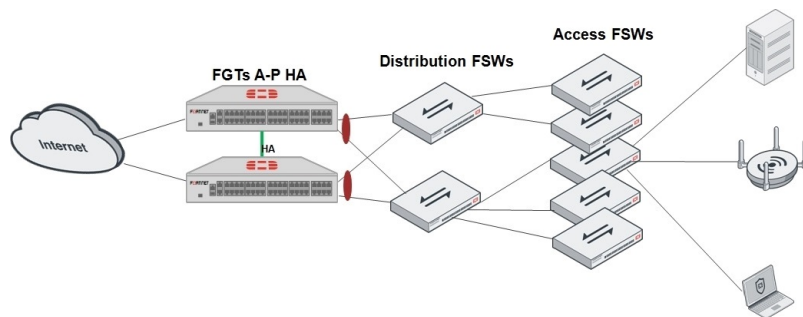 Access FSWs
FGTs A-P HA
Distribution FSWs
Internet
HA